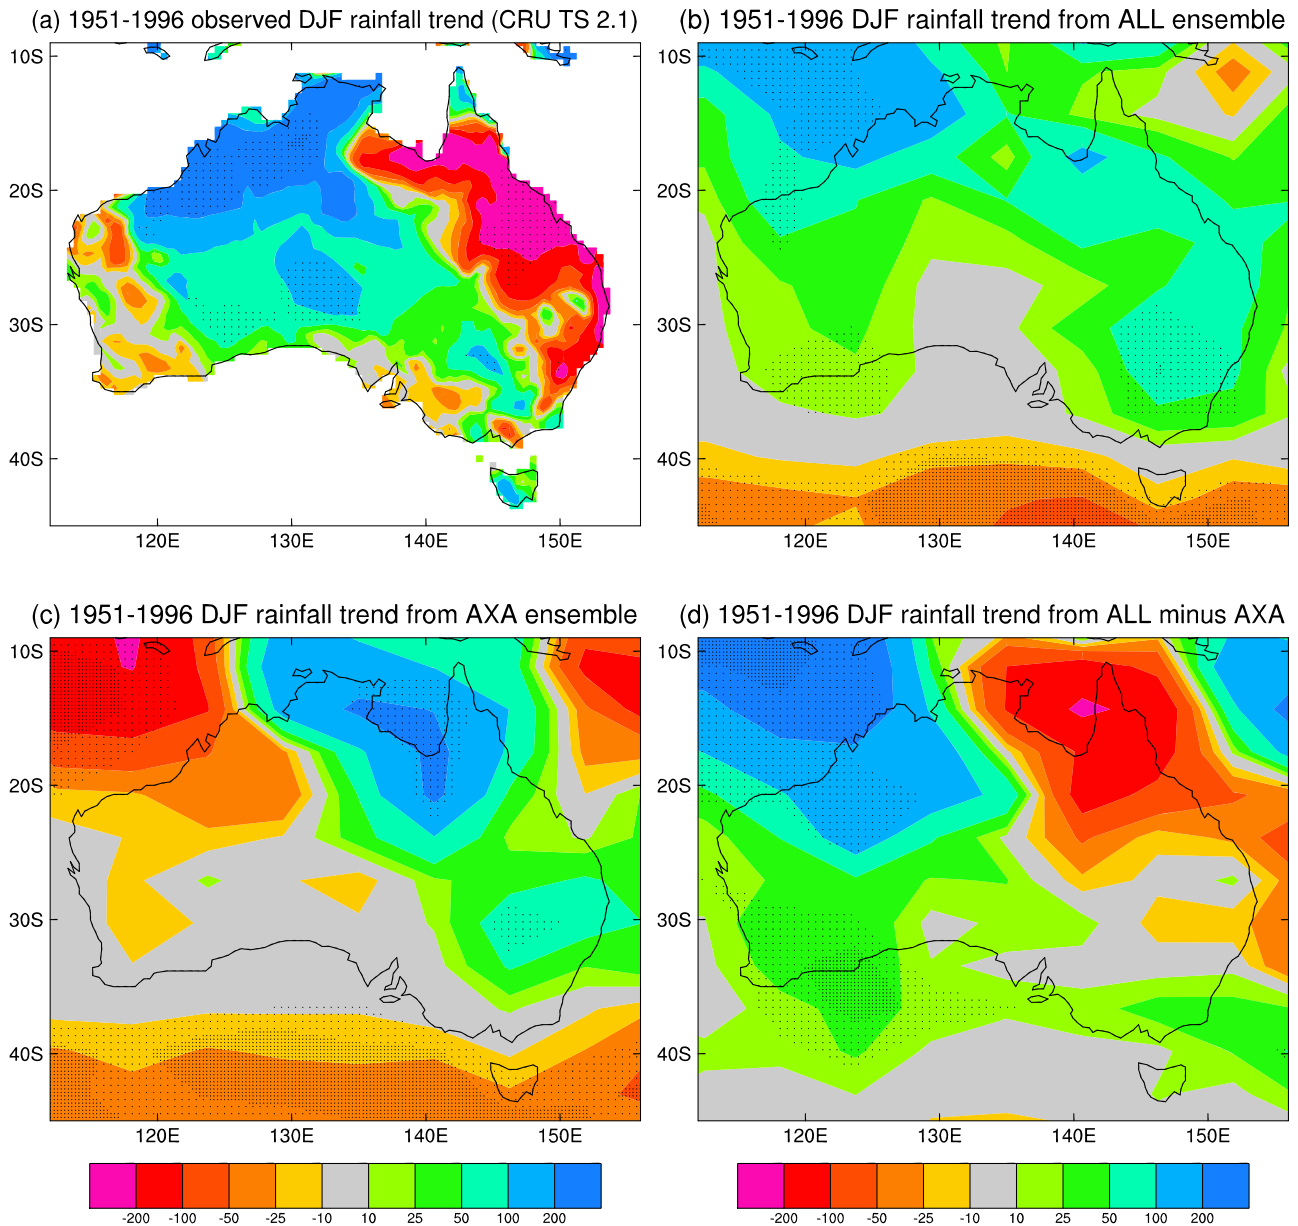 (a) 1951-1996 observed DJF rainfall trend (CRU TS 2.1)
(b) 1951-1996 DJF rainfall trend from ALL ensemble
10S
20S
30S
40S
120E 130E 140E 150E
10S
20S
30S
40S
120E 130E 140E 150E
(c) 1951-1996 DJF rainfall trend from AXA ensemble
(d) 1951-1996 DJF rainfall trend from ALL minus AXA
10S
20S
30S
40S
120E 130E 140E 150E
10S
20S
30S
40S
120E 130E 140E 150E
-200 -100 -50 -25 -10 10 25 50 100 200
-200 -100 -50 -25 -10 10 25 50 100 200